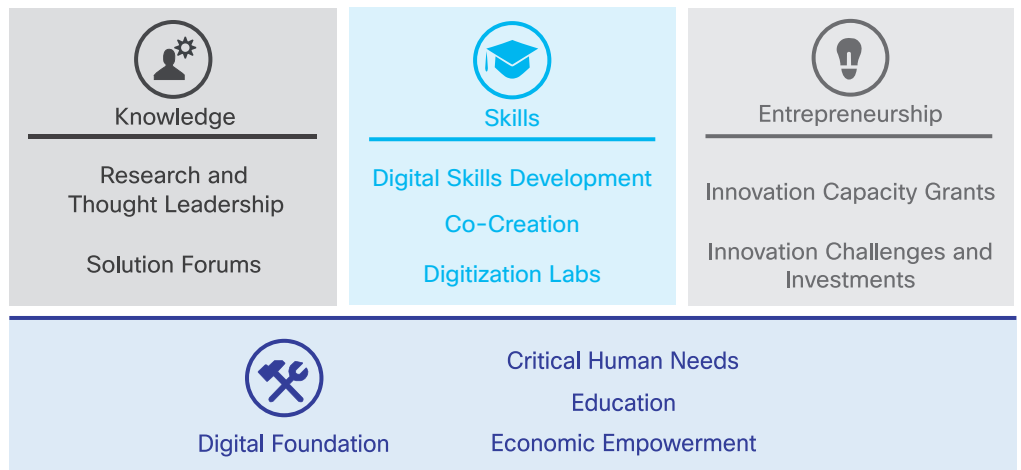 Knowledge
Research and
Thought Leadership
Solution Forums
Skills
Digital Skills Development
Co-Creation
Digitization Labs
Entrepreneurship
Innovation Capacity Grants
Innovation Challenges and
Investments
Digital Foundation
Critical Human Needs
Education
Economic Empowerment